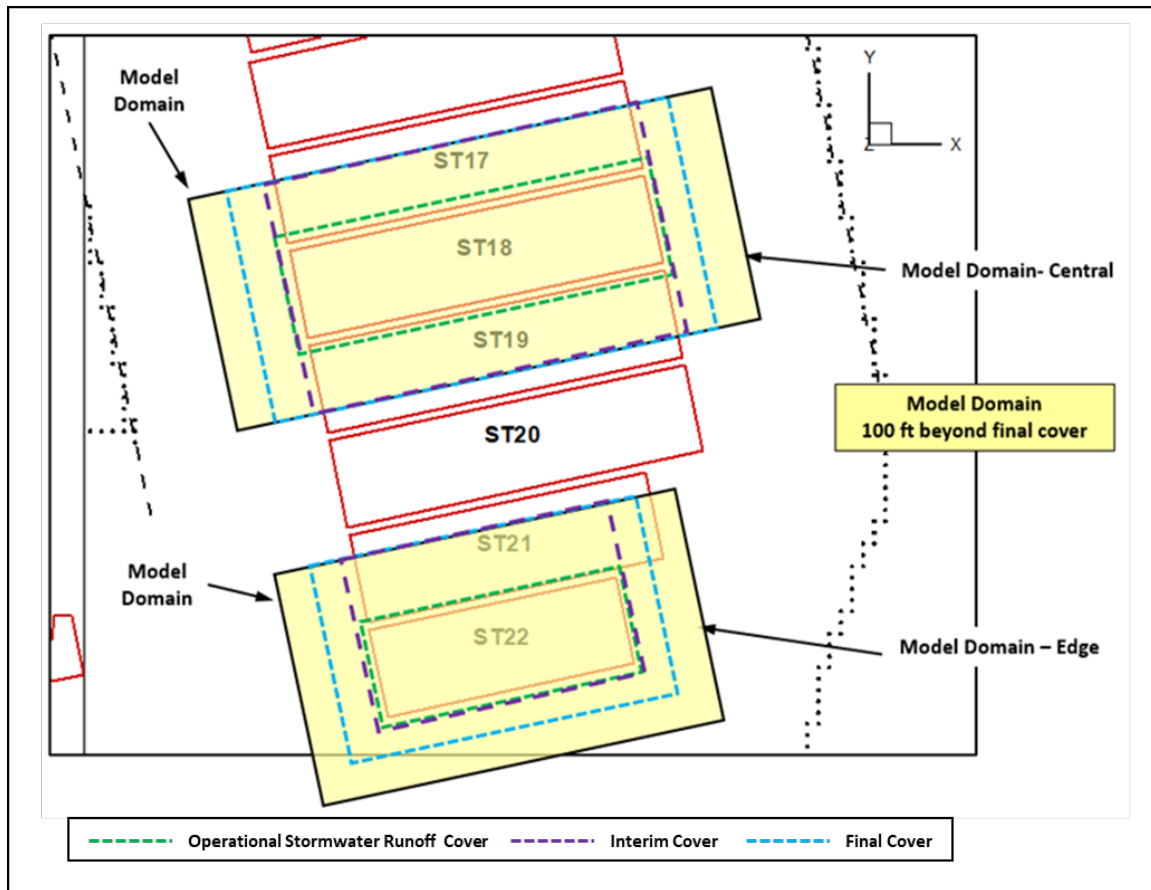 Model
Domain
Y
Z
X
ST17
ST18
Model Domain- Central
ST19
Model Domain
100 ft beyond final cover
ST20
ST21
Model
Domain
ST22
Model Domain – Edge
Operational Stormwater Runoff Cover
Interim Cover
Final Cover